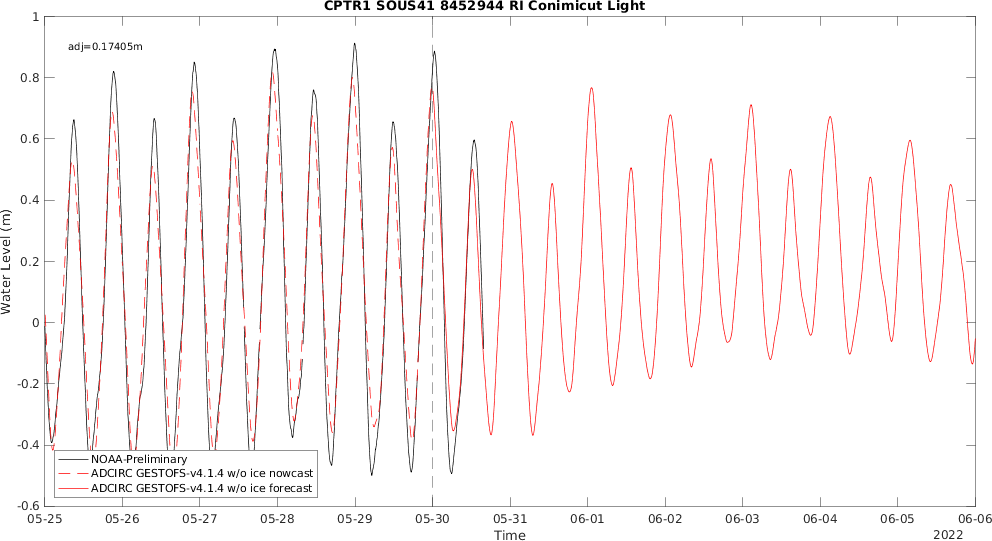 CPTR1 SOUS41 8452944 RI Conimicut Light
adj=0.17405m
1
0.8
0.6
0.4
0.2
0
-0.2
-0.4
-0.6
Water Level (m)
NOAA-Preliminary
ADCIRC GESTOFS-v4.1.4 w/o ice nowcast
ADCIRC GESTOFS-v4.1.4 w/o ice forecast
05-25 05-26 05-27 05-28 05-29 05-30 05-31 06-01 06-02 06-03 06-04 06-05 06-06
Time
2022